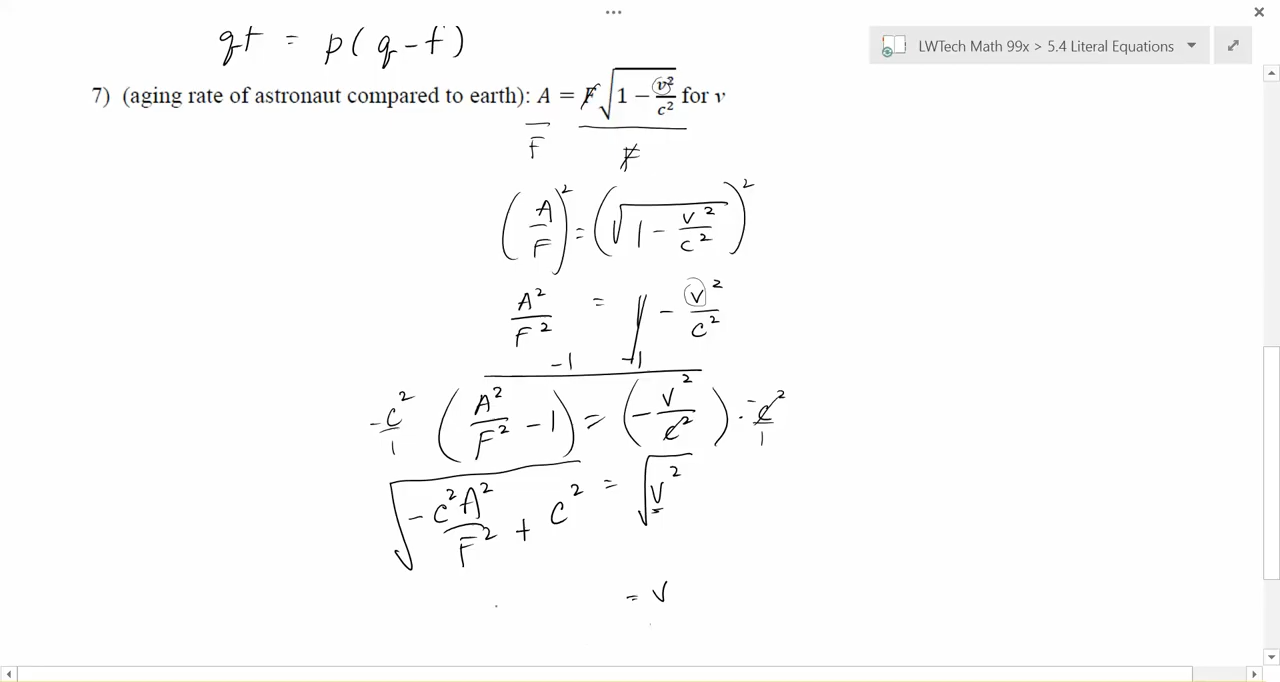 qt = p(q-t)
LWTech Math 99x > 5.4 Literal Equations
7) (aging rate of astronaut compared to earth): A = F√(1 − v²/c²) for v
F F
(A/F)² = (√(1 − v²/c²))²
A²/F² = 1 − v²/c²
-1 -1
-c²/1 (A²/F² − 1) = (− v²/c²) · -c²/1
√(-c²A²/F² + c²) = √v²
= v